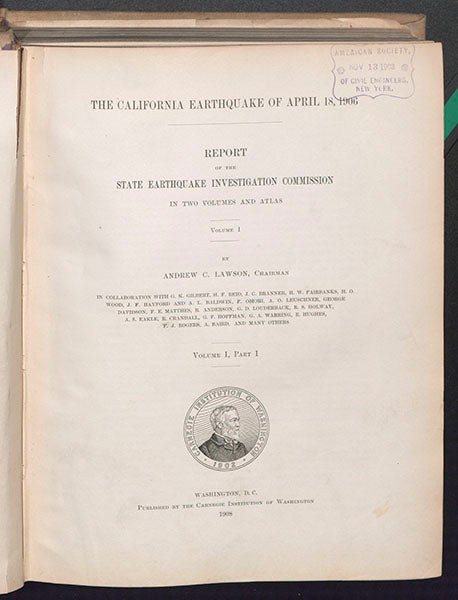 AMERICAN SOCIETY,
NOV 13 1908
OF CIVIL ENGINEERS,
NEW YORK.
THE CALIFORNIA EARTHQUAKE OF APRIL 18, 1906
REPORT
OF THE
STATE EARTHQUAKE INVESTIGATION COMMISSION
IN TWO VOLUMES AND ATLAS
VOLUME I
BY
ANDREW C. LAWSON, CHAIRMAN
IN COLLABORATION WITH G. K. GILBERT, H. F. REID, J. C. BRANNER, H. W. FAIRBANKS, H. O.
WOOD, J. F. HAYFORD AND A. L. BALDWIN, F. OMORI, A. O. LEUSCHNER, GEORGE
DAVIDSON, F. E. MATTHES, R. ANDERSON, G. D. LOUDERBACK, R. S. HOLWAY,
A. S. EAKLE, R. CRANDALL, G. F. HOFFMAN, G. A. WARRING, E. HUGHES,
F. J. ROGERS, A. BAIRD, AND MANY OTHERS
VOLUME I, PART I
CARNEGIE INSTITUTION OF WASHINGTON
1902
WASHINGTON, D. C.
PUBLISHED BY THE CARNEGIE INSTITUTION OF WASHINGTON
1908